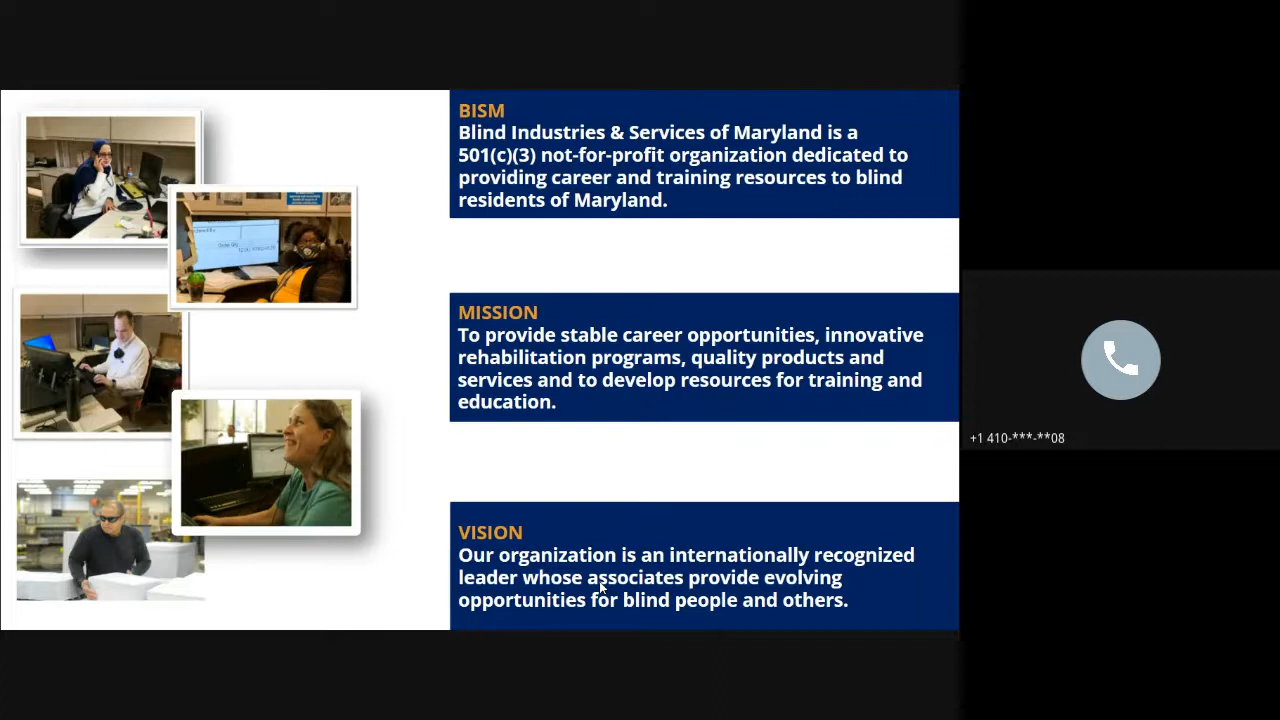 BISM
Blind Industries & Services of Maryland is a
501(c)(3) not-for-profit organization dedicated to
providing career and training resources to blind
residents of Maryland.
MISSION
To provide stable career opportunities, innovative
rehabilitation programs, quality products and
services and to develop resources for training and
education.
VISION
Our organization is an internationally recognized
leader whose associates provide evolving
opportunities for blind people and others.
+1 410-***-**08